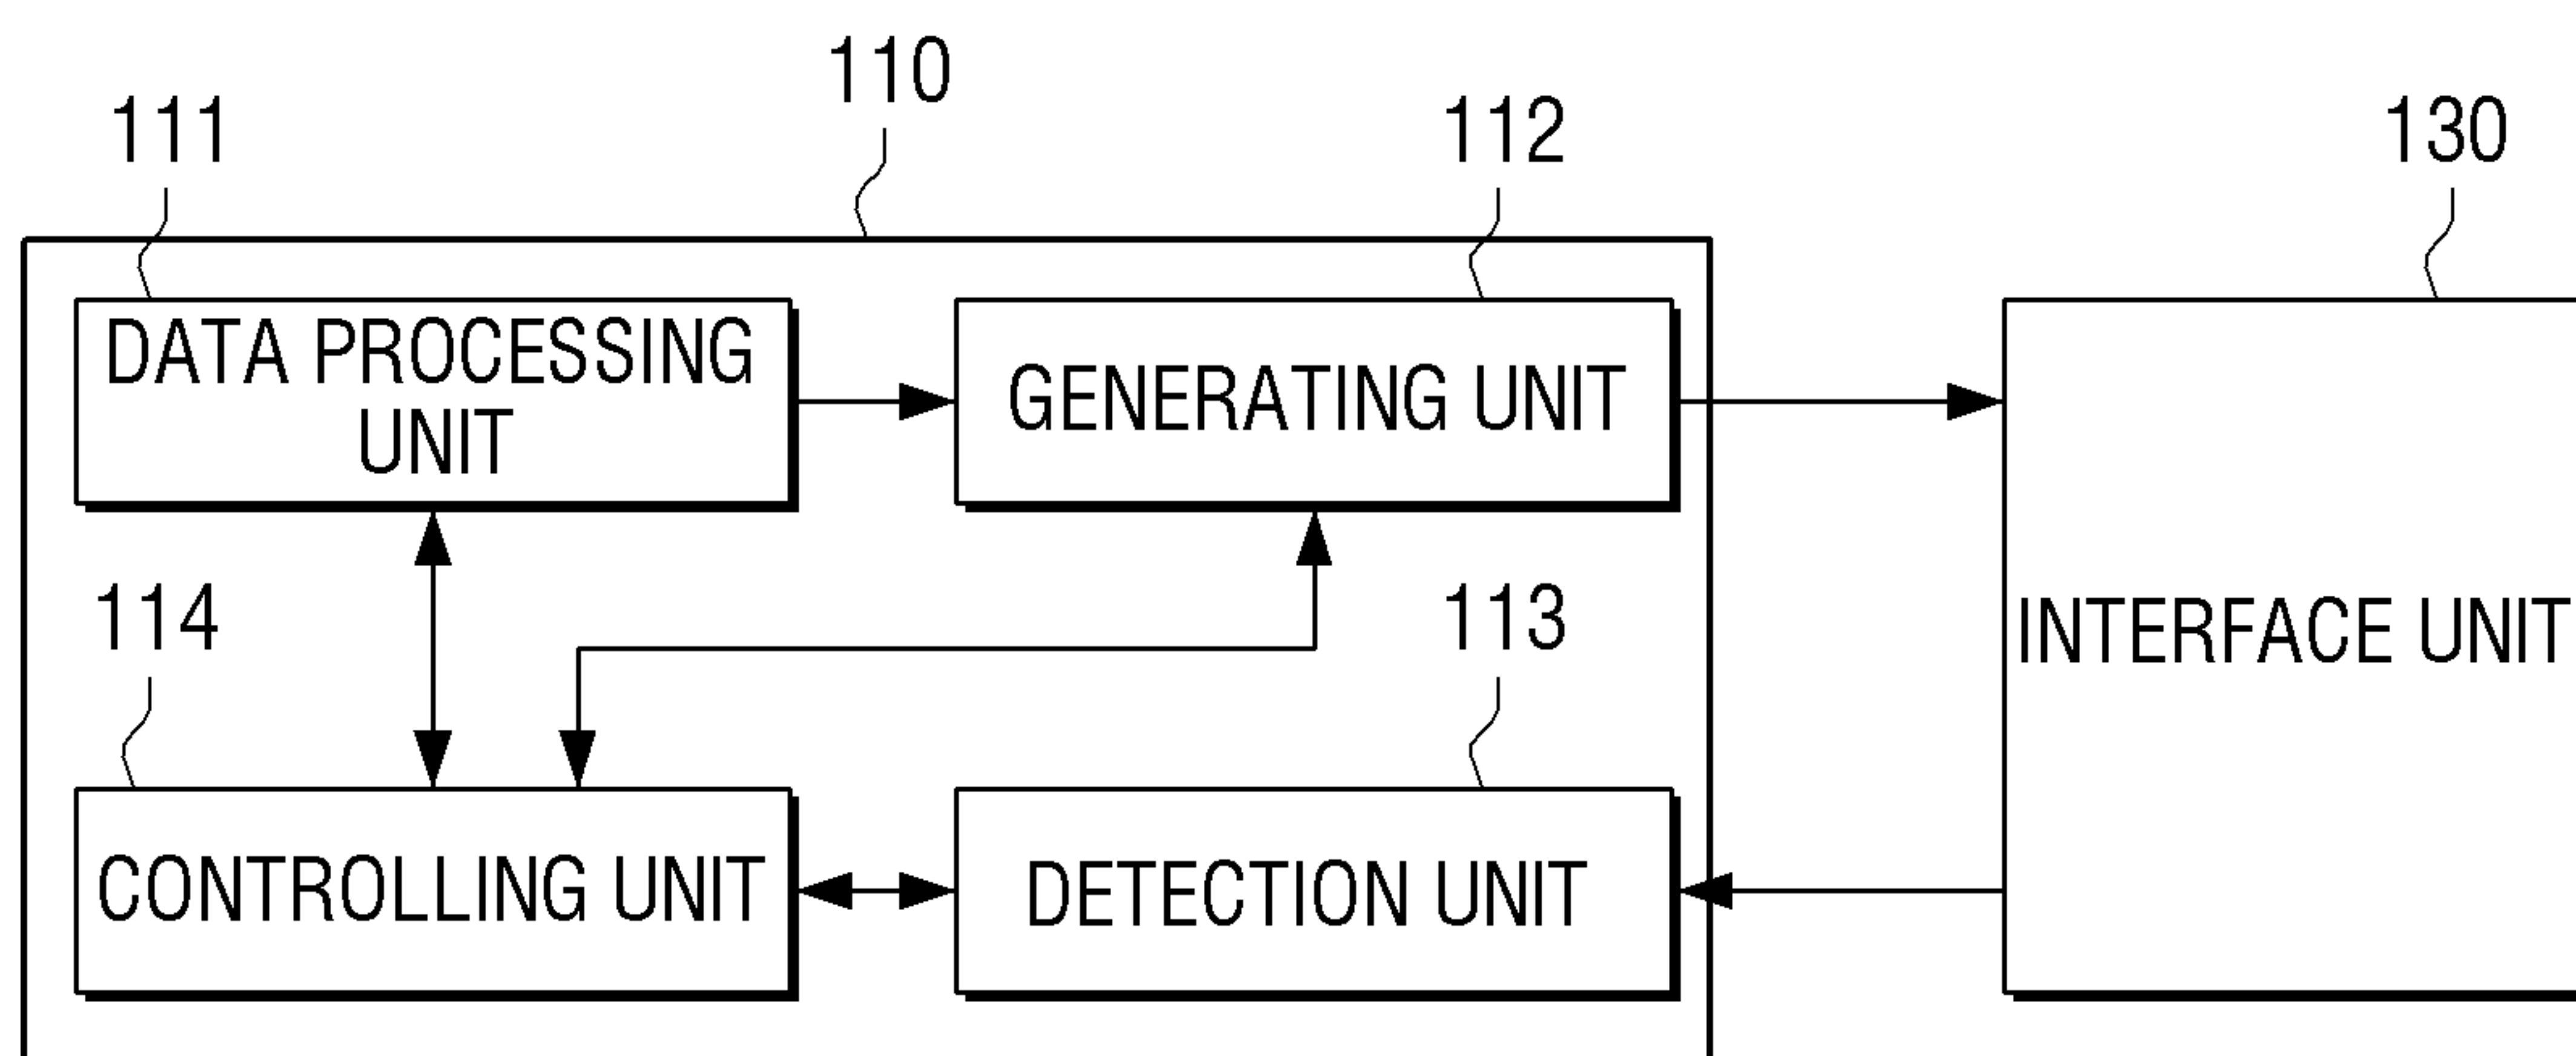 110
111
112
130
DATA PROCESSING
UNIT
GENERATING UNIT
114
113
INTERFACE UNIT
CONTROLLING UNIT
DETECTION UNIT